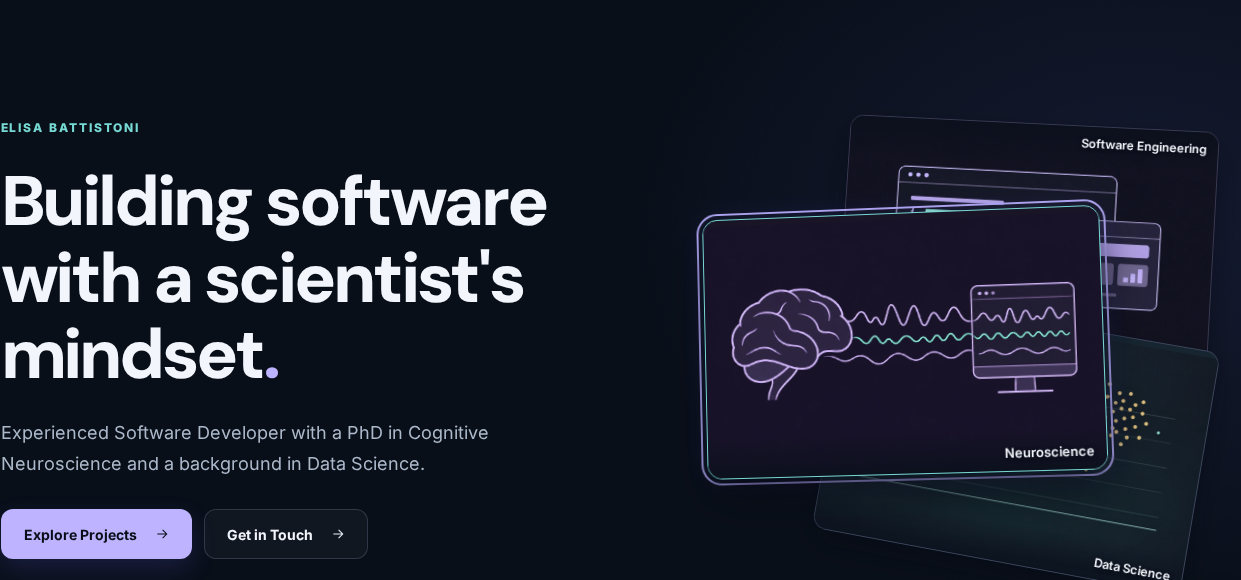 ELISA BATTISTONI
Building software
with a scientist's
mindset.
Experienced Software Developer with a PhD in Cognitive
Neuroscience and a background in Data Science.
Explore Projects →
Get in Touch →
Software Engineering
Neuroscience
Data Science